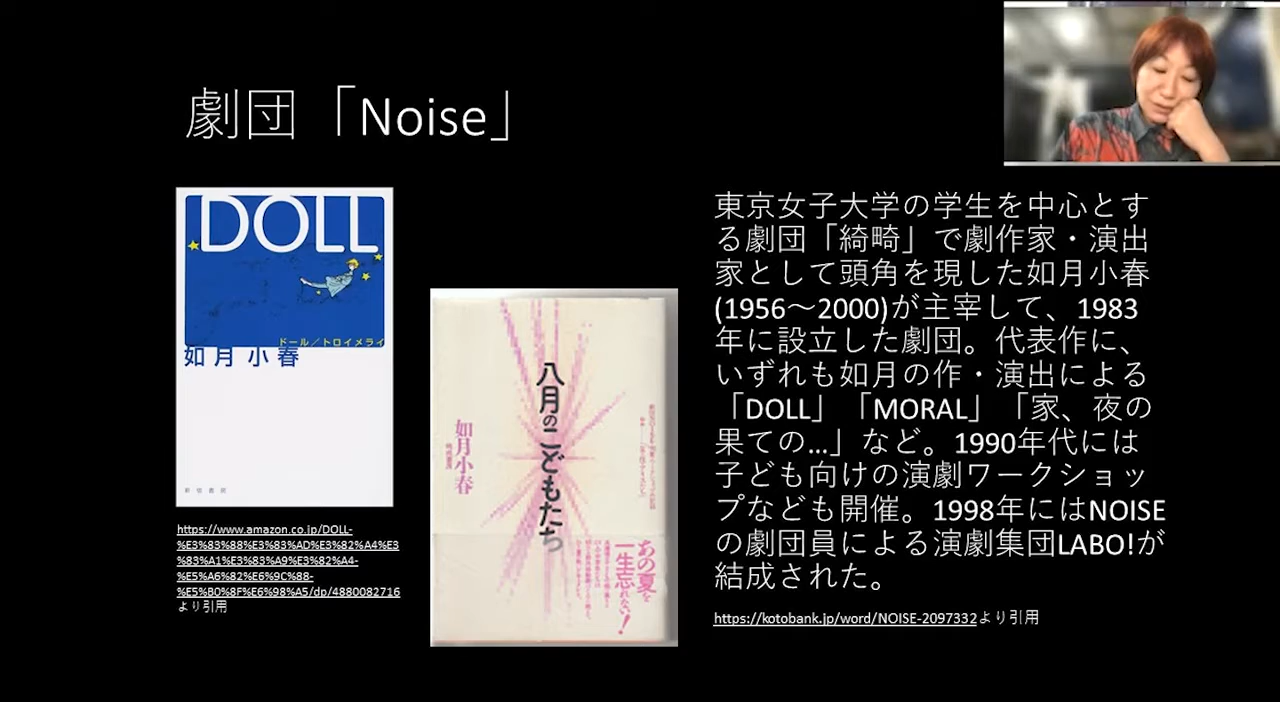 劇団「Noise」
DOLL
ドール／トロイメライ
如月小春
新宿書房
https://www.amazon.co.jp/DOLL-
%E3%83%88%E3%83%AD%E3%82%A4%E3
%83%A1%E3%83%A9%E3%82%A4-
%E5%A6%82%E6%9C%88-
%E5%B0%8F%E6%98%A5/dp/4880082716
より引用
八月のこどもたち
如月小春
あの夏を
一生忘れない!
東京女子大学の学生を中心とす
る劇団「綺畸」で劇作家・演出
家として頭角を現した如月小春
(1956～2000)が主宰して、1983
年に設立した劇団。代表作に、
いずれも如月の作・演出による
「DOLL」「MORAL」「家、夜の
果ての…」など。1990年代には
子ども向けの演劇ワークショッ
プなども開催。1998年にはNOISE
の劇団員による演劇集団LABO!が
結成された。
https://kotobank.jp/word/NOISE-2097332より引用